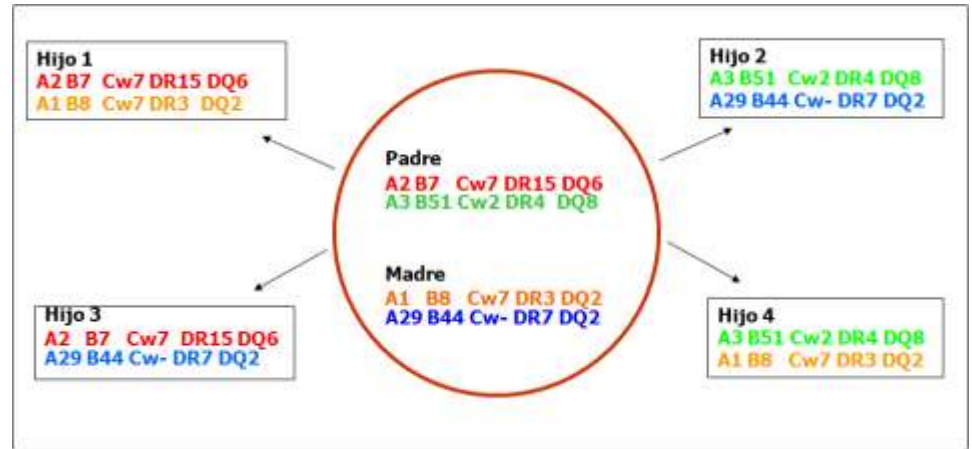 Hijo 1
A2 B7 Cw7 DR15 DQ6
A1 B8 Cw7 DR3 DQ2
Hijo 2
A3 B51 Cw2 DR4 DQ8
A29 B44 Cw- DR7 DQ2
Padre
A2 B7 Cw7 DR15 DQ6
A3 B51 Cw2 DR4 DQ8
Madre
A1 B8 Cw7 DR3 DQ2
A29 B44 Cw- DR7 DQ2
Hijo 3
A2 B7 Cw7 DR15 DQ6
A29 B44 Cw- DR7 DQ2
Hijo 4
A3 B51 Cw2 DR4 DQ8
A1 B8 Cw7 DR3 DQ2